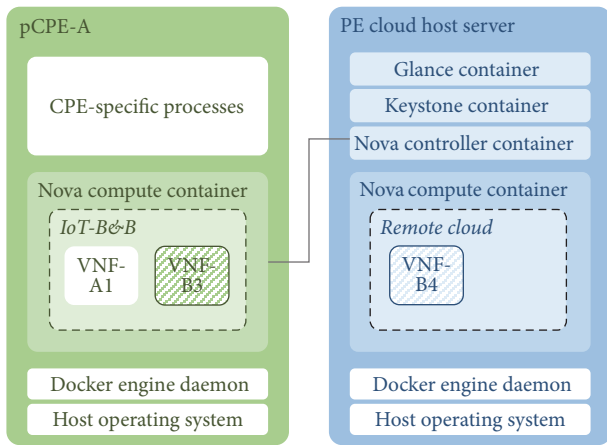 pCPE-A
CPE-specific processes
Nova compute container
IoT-B&B
VNF-
A1
VNF-
B3
Docker engine daemon
Host operating system
PE cloud host server
Glance container
Keystone container
Nova controller container
Nova compute container
Remote cloud
VNF-
B4
Docker engine daemon
Host operating system